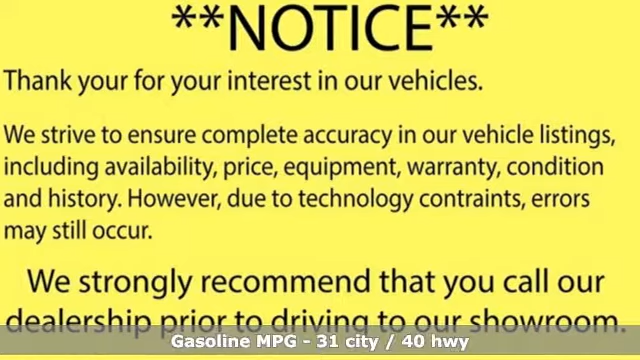 **NOTICE**
Thank your for your interest in our vehicles.
We strive to ensure complete accuracy in our vehicle listings,
including availability, price, equipment, warranty, condition
and history. However, due to technology contraints, errors
may still occur.
We strongly recommend that you call our
dealership prior to driving to our showroom.
Gasoline MPG - 31 city / 40 hwy